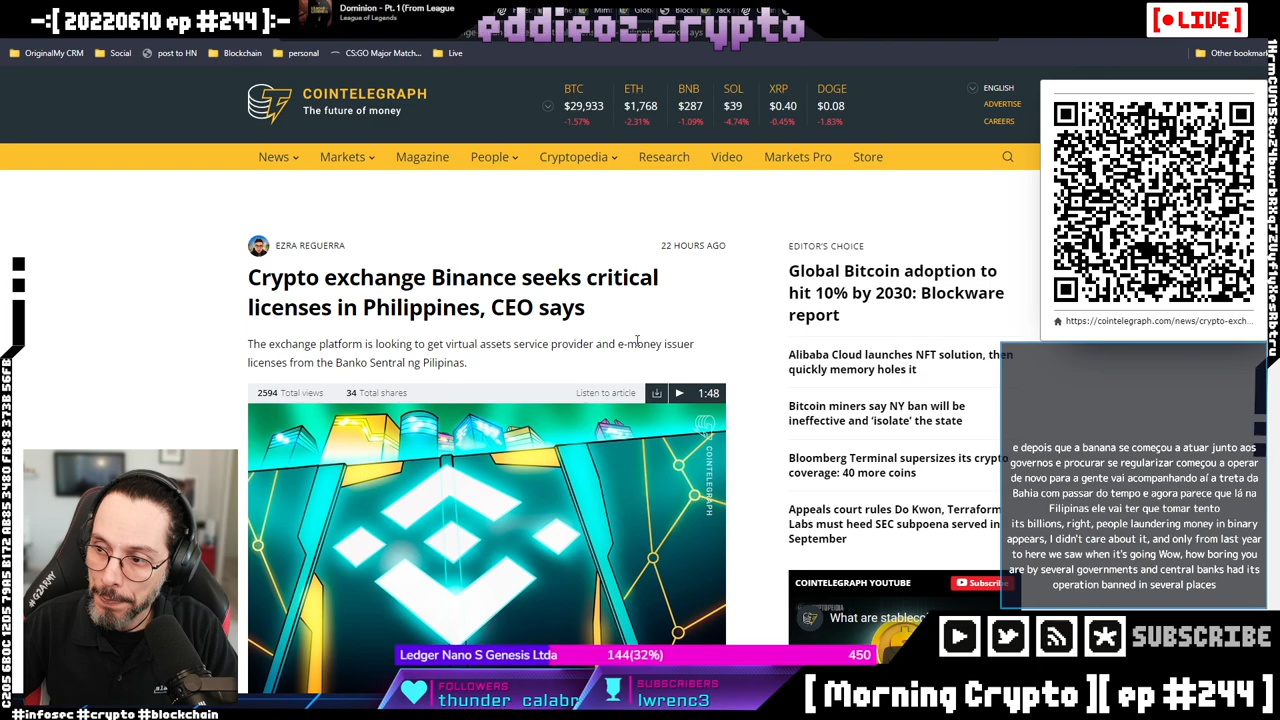 —:[ 20220610 ep #244 ]:—
Dominion - Pt. 1 (From League
League of Legends
eddieoz.crypto
[ LIVE ]
OriginalMy CRM
Social
post to HN
Blockchain
personal
CS:GO Major Match...
Live
Other bookmar
COINTELEGRAPH
The future of money
BTC
$29,933
-1.57%
ETH
$1,768
-2.31%
BNB
$287
-1.09%
SOL
$39
-4.74%
XRP
$0.40
-0.45%
DOGE
$0.08
-1.83%
ENGLISH
ADVERTISE
CAREERS
News
Markets
Magazine
People
Cryptopedia
Research
Video
Markets Pro
Store
EZRA REGUERRA
22 HOURS AGO
Crypto exchange Binance seeks critical
licenses in Philippines, CEO says
The exchange platform is looking to get virtual assets service provider and e-money issuer
licenses from the Banko Sentral ng Pilipinas.
2594 Total views
34 Total shares
Listen to article
1:48
COINTELEGRAPH
EDITOR'S CHOICE
Global Bitcoin adoption to
hit 10% by 2030: Blockware
report
Alibaba Cloud launches NFT solution, then
quickly memory holes it
Bitcoin miners say NY ban will be
ineffective and 'isolate' the state
Bloomberg Terminal supersizes its crypto
coverage: 40 more coins
Appeals court rules Do Kwon, Terraform
Labs must heed SEC subpoena served in
September
COINTELEGRAPH YOUTUBE
Subscribe
What are stablec
https://cointelegraph.com/news/crypto-exch...
e depois que a banana se começou a atuar junto aos
governos e procurar se regularizar começou a operar
de novo para a gente vai acompanhando aí a treta da
Bahia com passar do tempo e agora parece que lá na
Filipinas ele vai ter que tomar tento
its billions, right, people laundering money in binary
appears, I didn't care about it, and only from last year
to here we saw when it's going Wow, how boring you
are by several governments and central banks had its
operation banned in several places
SUBSCRIBE
Ledger Nano S Genesis Ltda
144(32%)
450
FOLLOWERS
thunder_calabr
SUBSCRIBERS
lwrenc3
[ Morning Crypto ][ ep #244 ]
#infosec #crypto #blockchain